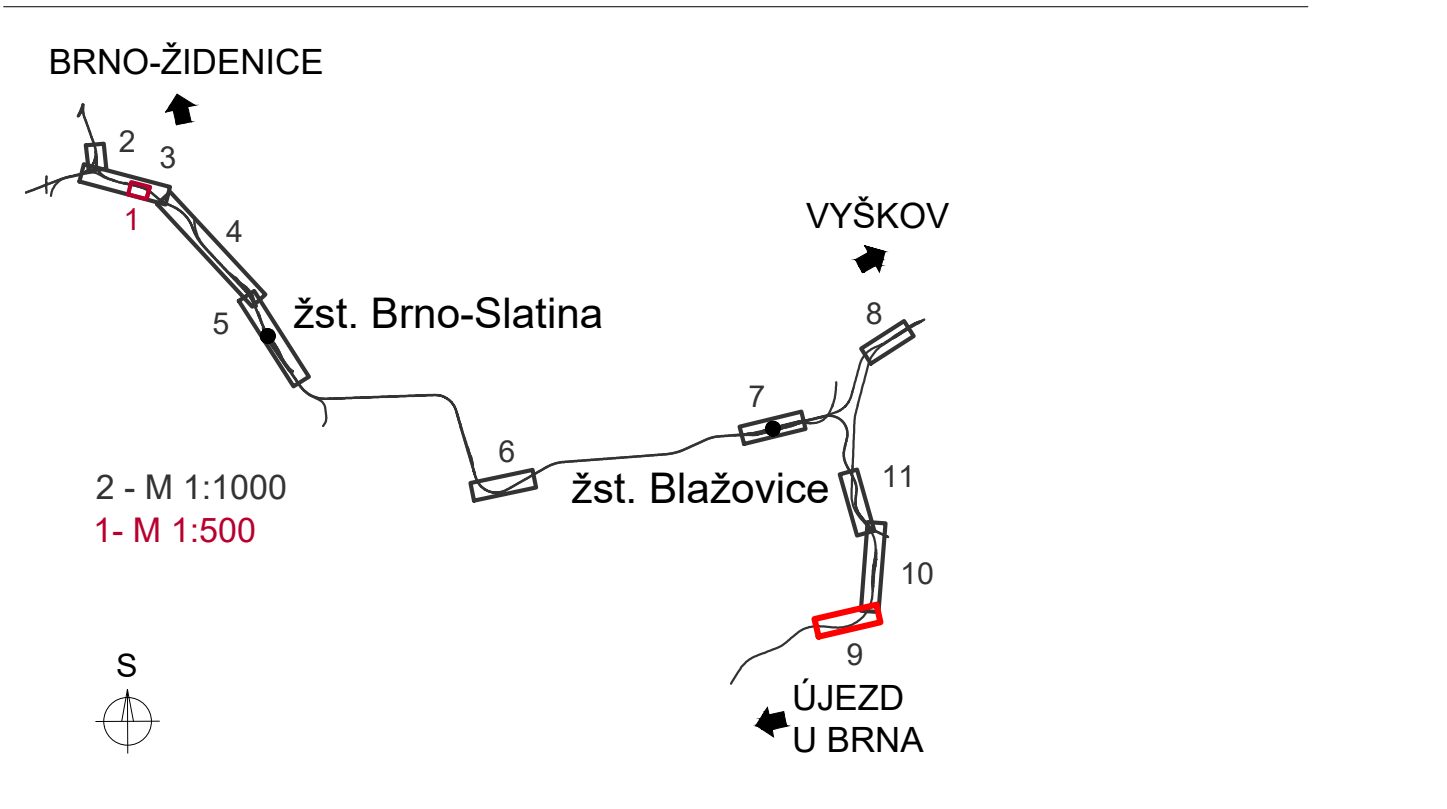 BRNO-ŽIDENICE
2
3
1
4
VYŠKOV
5
žst. Brno-Slatina
8
7
6
11
2 - M 1:1000
žst. Blažovice
1- M 1:500
10
9
S
ÚJEZD
U BRNA